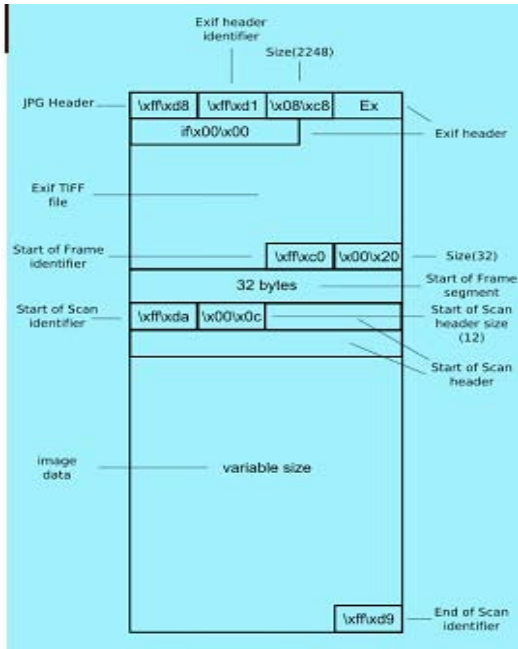 Exif header
identifier
Size(2248)
JPG Header
\xff\xd8
\xff\xd1
\x08\xc8
Ex
if\x00\x00
Exif header
Exif TIFF
file
Start of Frame
identifier
\xff\xc0
\x00\x20
Size(32)
32 bytes
Start of Frame
segment
Start of Scan
identifier
\xff\xda
\x00\x0c
Start of Scan
header size
(12)
Start of Scan
header
image
data
variable size
\xff\xd9
End of Scan
identifier